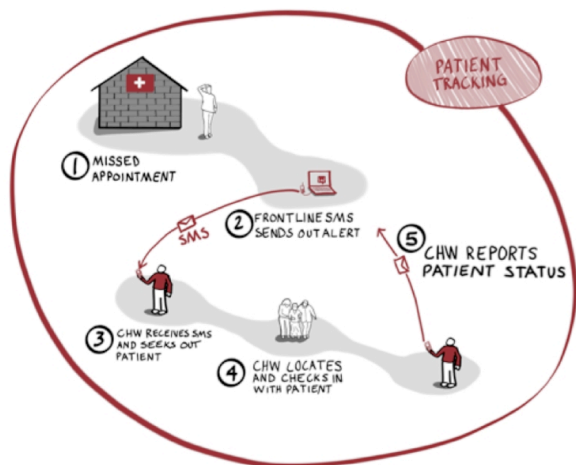 PATIENT
TRACKING
1 MISSED
APPOINTMENT
2 FRONTLINE SMS
SENDS OUT ALERT
SMS
3 CHW RECEIVES SMS
AND SEEKS OUT
PATIENT
4 CHW LOCATES
AND CHECKS IN
WITH PATIENT
5 CHW REPORTS
PATIENT STATUS